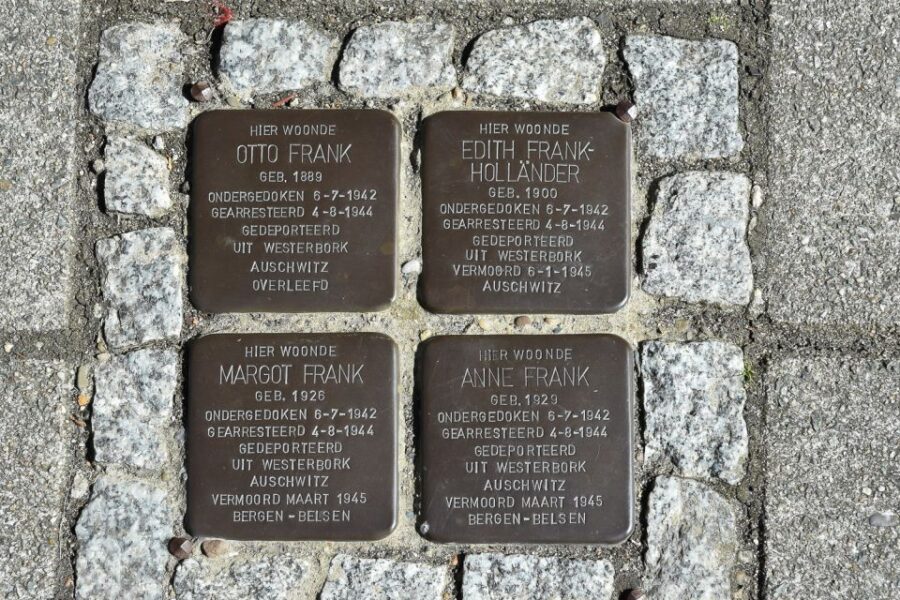 HIER WOONDE
OTTO FRANK
GEB. 1889
ONDERGEDOKEN 6-7-1942
GEARRESTEERD 4-8-1944
GEDEPORTEERD
UIT WESTERBORK
AUSCHWITZ
OVERLEEFD
HIER WOONDE
EDITH FRANK-
HOLLÄNDER
GEB. 1900
ONDERGEDOKEN 6-7-1942
GEARRESTEERD 4-8-1944
GEDEPORTEERD
UIT WESTERBORK
VERMOORD 6-1-1945
AUSCHWITZ
HIER WOONDE
MARGOT FRANK
GEB. 1926
ONDERGEDOKEN 6-7-1942
GEARRESTEERD 4-8-1944
GEDEPORTEERD
UIT WESTERBORK
AUSCHWITZ
VERMOORD MAART 1945
BERGEN-BELSEN
HIER WOONDE
ANNE FRANK
GEB. 1929
ONDERGEDOKEN 6-7-1942
GEARRESTEERD 4-8-1944
GEDEPORTEERD
UIT WESTERBORK
AUSCHWITZ
VERMOORD MAART 1945
BERGEN-BELSEN